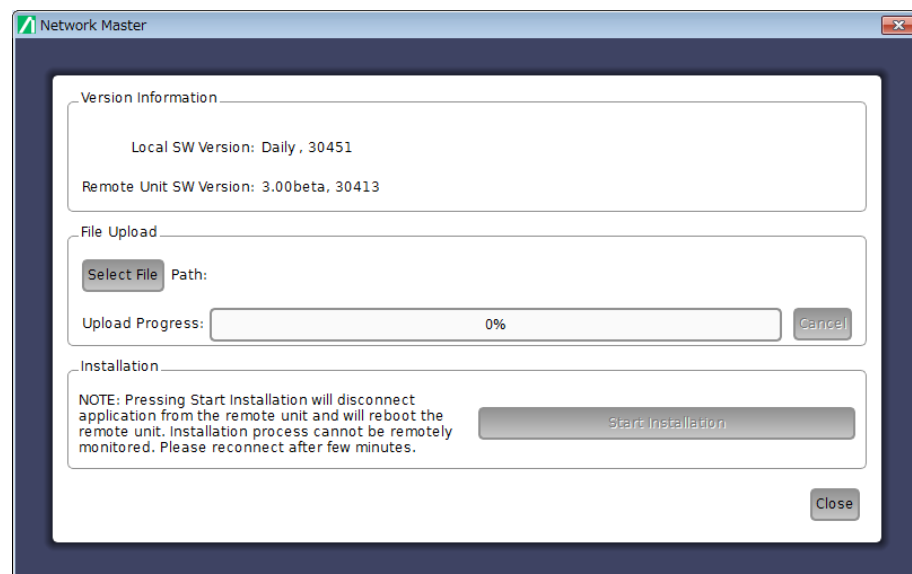 Network Master
Version Information
Local SW Version: Daily , 30451
Remote Unit SW Version: 3.00beta, 30413
File Upload
Select File Path:
Upload Progress: 0% Cancel
Installation
NOTE: Pressing Start Installation will disconnect
application from the remote unit and will reboot the
remote unit. Installation process cannot be remotely
monitored. Please reconnect after few minutes.
Start Installation
Close